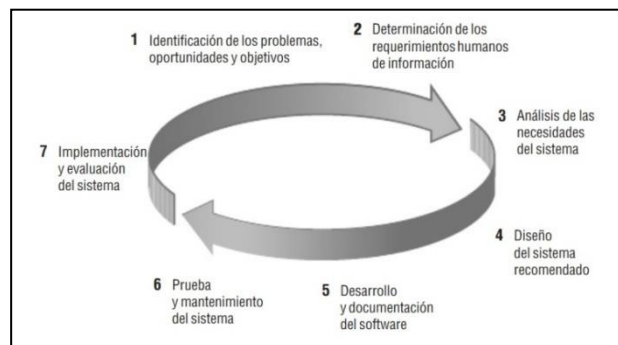 1 Identificación de los problemas,
oportunidades y objetivos
2 Determinación de los
requerimientos humanos
de información
3 Análisis de las
necesidades
del sistema
4 Diseño
del sistema
recomendado
5 Desarrollo
y documentación
del software
6 Prueba
y mantenimiento
del sistema
7 Implementación
y evaluación
del sistema